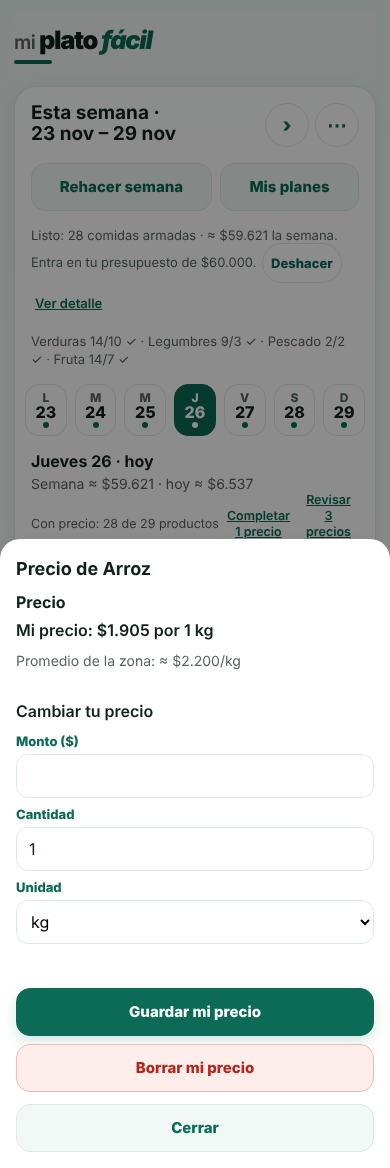 mi plato fácil
Esta semana ·
23 nov – 29 nov
›
···
Rehacer semana
Mis planes
Listo: 28 comidas armadas · ≈ $59.621 la semana.
Entra en tu presupuesto de $60.000.
Deshacer
Ver detalle
Verduras 14/10 ✓ · Legumbres 9/3 ✓ · Pescado 2/2
✓ · Fruta 14/7 ✓
L M M J V S D
23 24 25 26 27 28 29
Jueves 26 · hoy
Semana ≈ $59.621 · hoy ≈ $6.537
Con precio: 28 de 29 productos
Completar
1 precio
Revisar
3
precios
Precio de Arroz
Precio
Mi precio: $1.905 por 1 kg
Promedio de la zona: ≈ $2.200/kg
Cambiar tu precio
Monto ($)
Cantidad
1
Unidad
kg
Guardar mi precio
Borrar mi precio
Cerrar